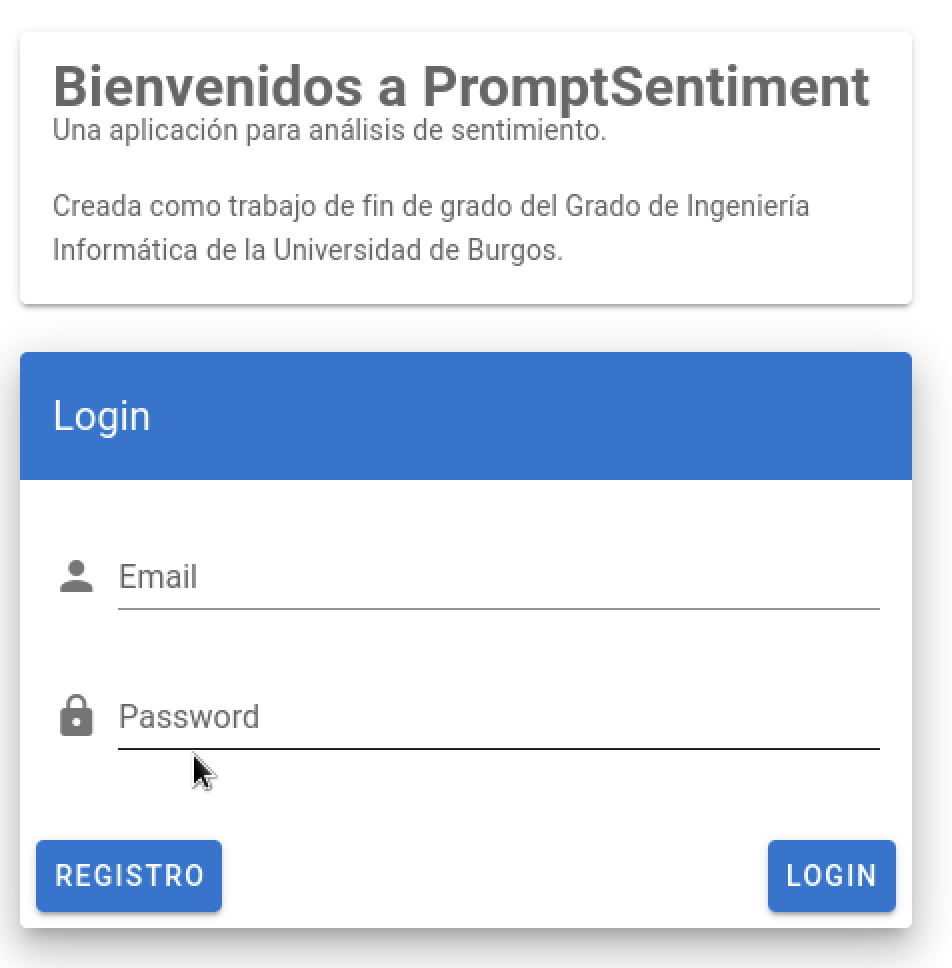 Bienvenidos a PromptSentiment
Una aplicación para análisis de sentimiento.
Creada como trabajo de fin de grado del Grado de Ingeniería
Informática de la Universidad de Burgos.
Login
Email
Password
REGISTRO
LOGIN